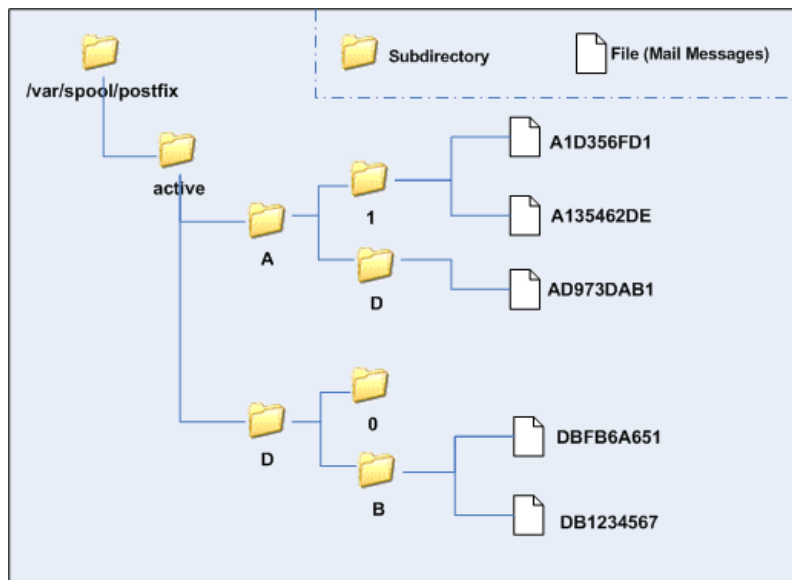 Subdirectory
File (Mail Messages)
/var/spool/postfix
active
A
1
A1D356FD1
A135462DE
D
AD973DAB1
D
0
B
DBFB6A651
DB1234567